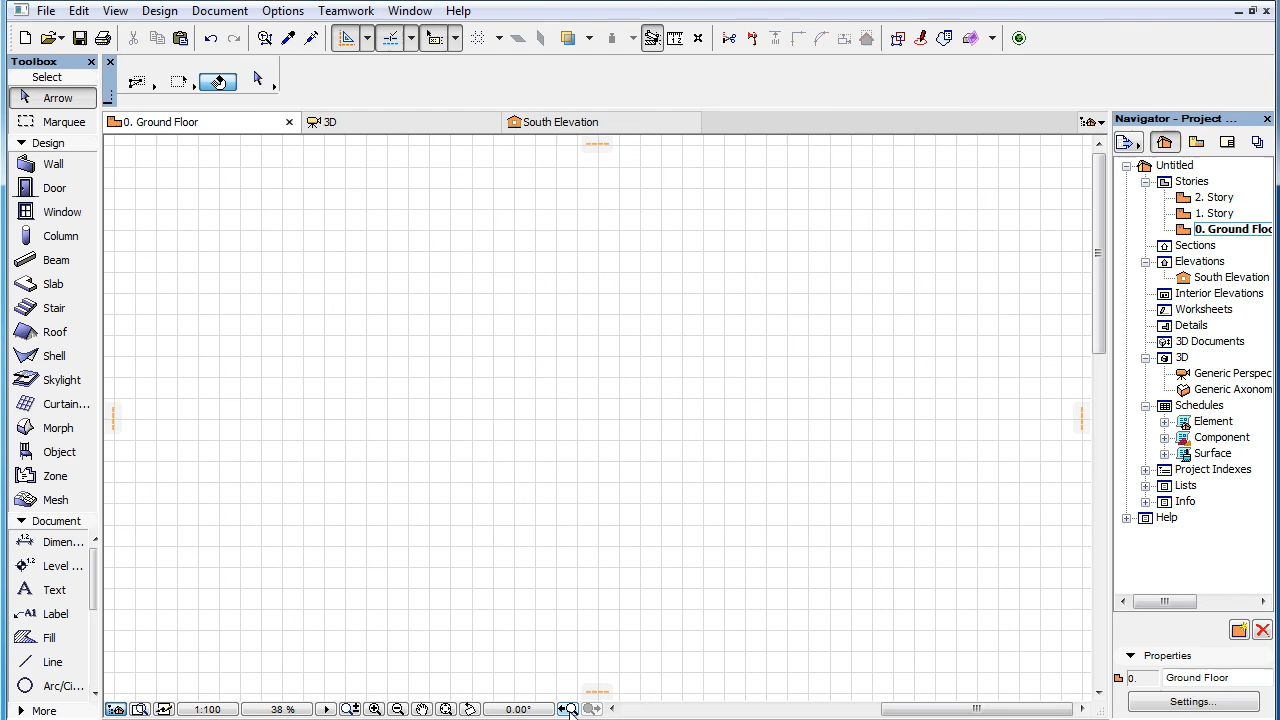 File Edit View Design Document Options Teamwork Window Help
Toolbox
Select
Arrow
Marquee
Design
Wall
Door
Window
Column
Beam
Slab
Stair
Roof
Shell
Skylight
Curtain...
Morph
Object
Zone
Mesh
Document
Dimen...
Level ...
Text
Label
Fill
Line
Arc/Ci...
More
0. Ground Floor 3D South Elevation
1:100 38 % 0.00°
Navigator - Project ...
Untitled
Stories
2. Story
1. Story
0. Ground Floo
Sections
Elevations
South Elevation
Interior Elevations
Worksheets
Details
3D Documents
3D
Generic Perspec
Generic Axonom
Schedules
Element
Component
Surface
Project Indexes
Lists
Info
Help
Properties
0. Ground Floor
Settings...